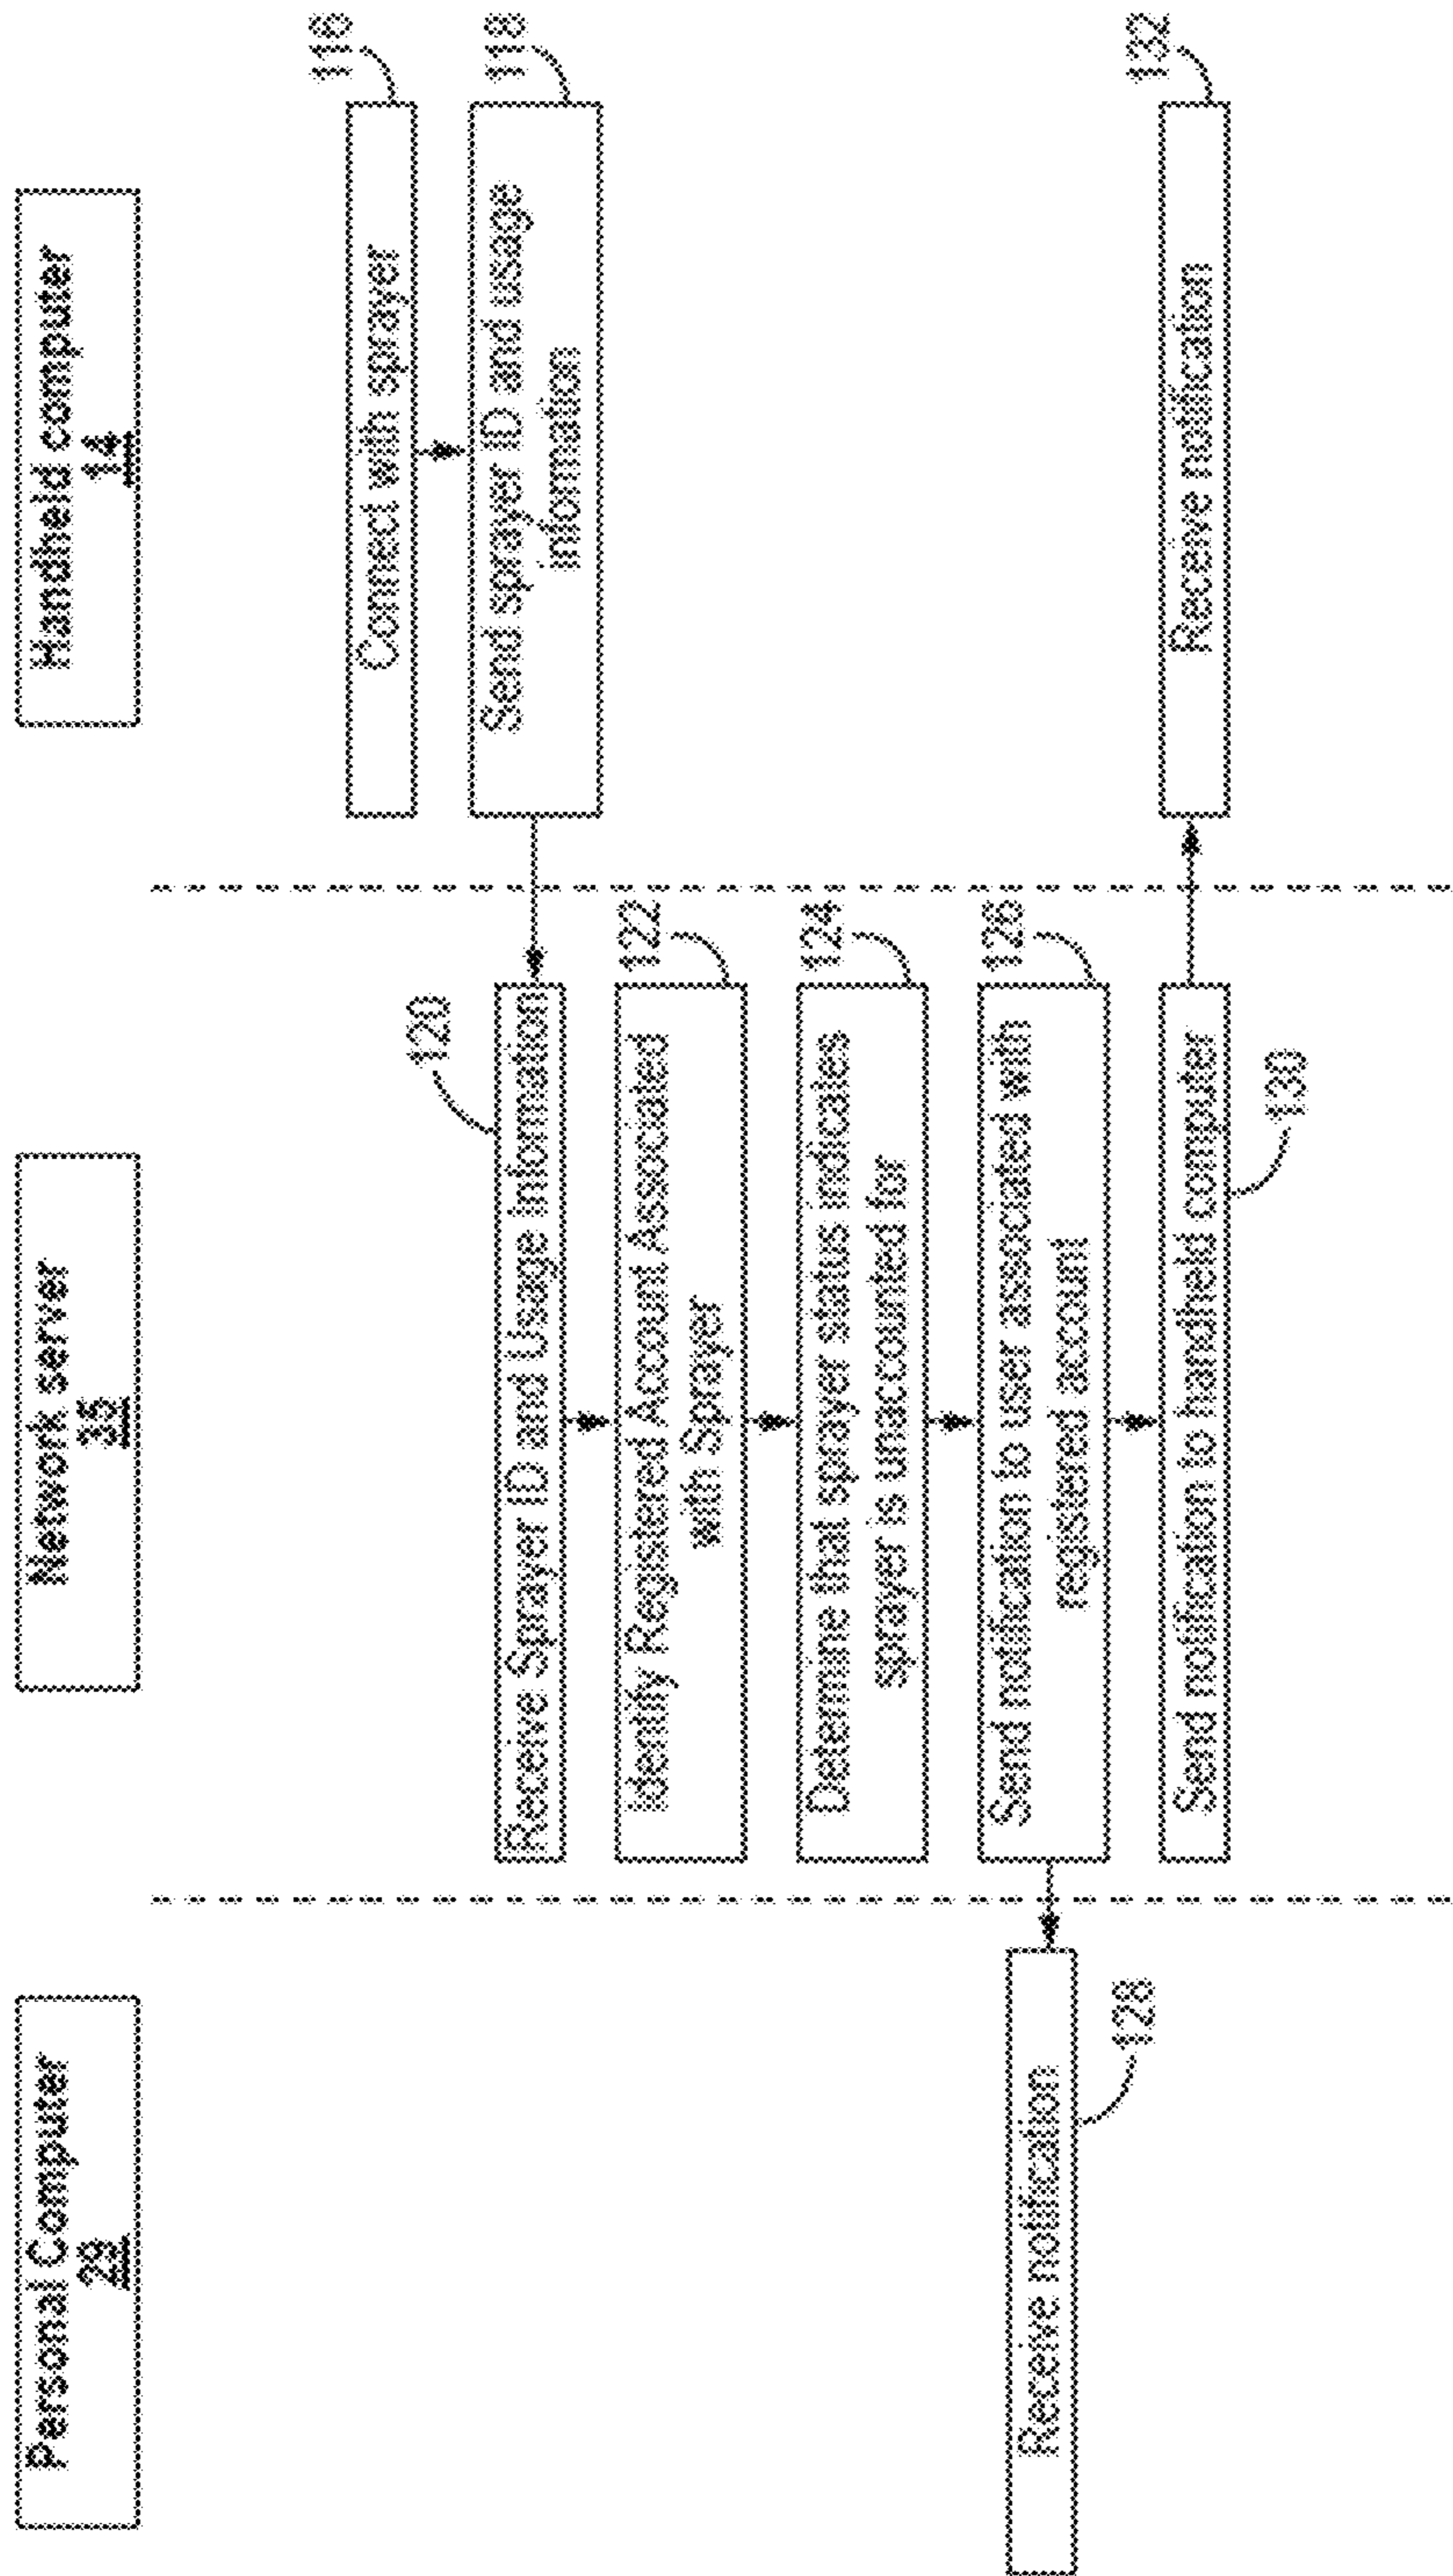 Personal Computer
29
Network server
35
Handheld computer
14
Connect with sprayer
116
Send sprayer ID and usage
information
118
120
Receive Sprayer ID and Usage Information
Identify Registered Account Associated
with Sprayer
122
Determine that sprayer status indicates
sprayer is unaccounted for
124
Send notification to user associated with
registered account
126
Receive notification
128
Send notification to handheld computer
130
Receive notification
132